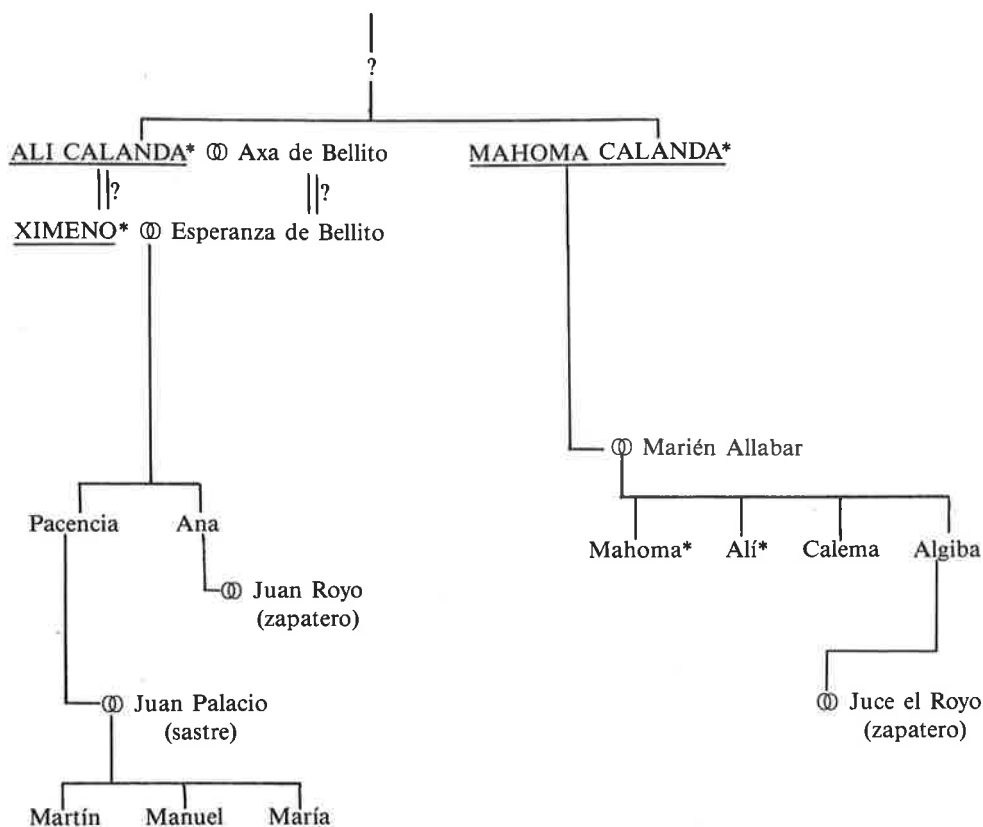 ?
ALI CALANDA* ⚭ Axa de Bellito MAHOMA CALANDA*
? ?
XIMENO* ⚭ Esperanza de Bellito
⚭ Marién Allabar
Pacencia Ana
Mahoma* Alí* Calema Algiba
⚭ Juan Royo
(zapatero)
⚭ Juan Palacio
(sastre)
⚭ Juce el Royo
(zapatero)
Martín Manuel María